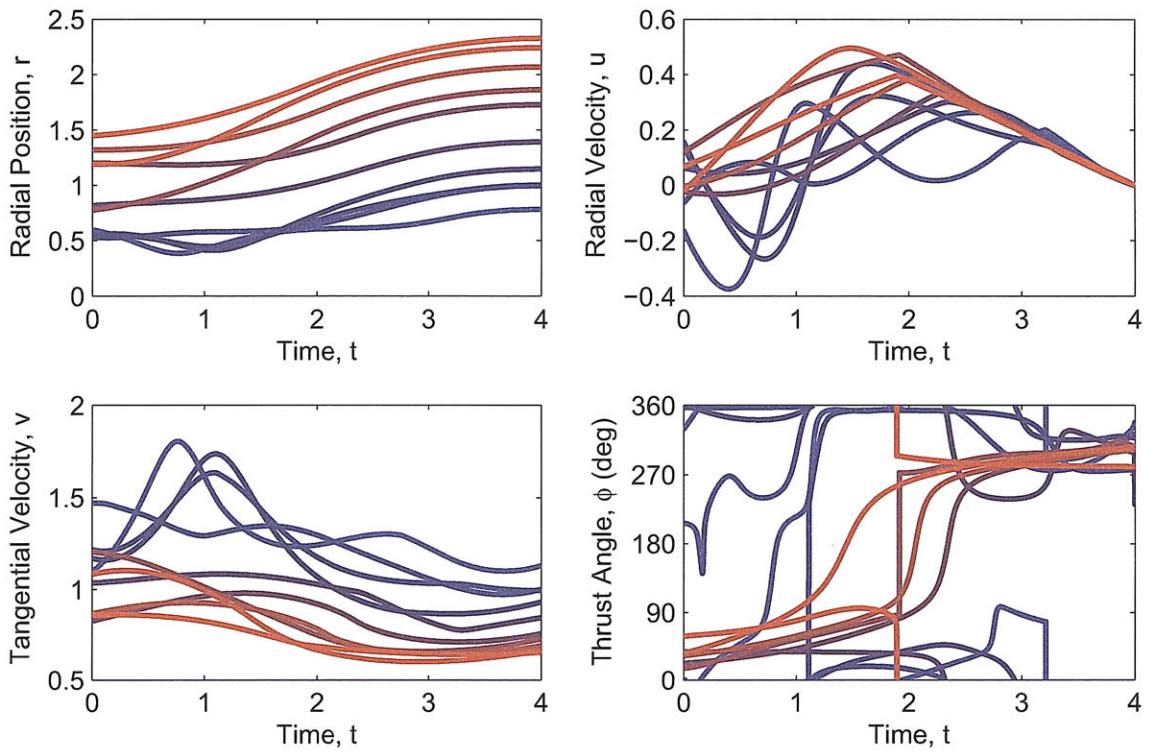 Radial Position, r
2.5
2
1.5
1
0.5
0
0 1 2 3 4
Time, t
Radial Velocity, u
0.6
0.4
0.2
0
−0.2
−0.4
0 1 2 3 4
Time, t
Tangential Velocity, v
2
1.5
1
0.5
0 1 2 3 4
Time, t
Thrust Angle, ϕ (deg)
360
270
180
90
0
0 1 2 3 4
Time, t